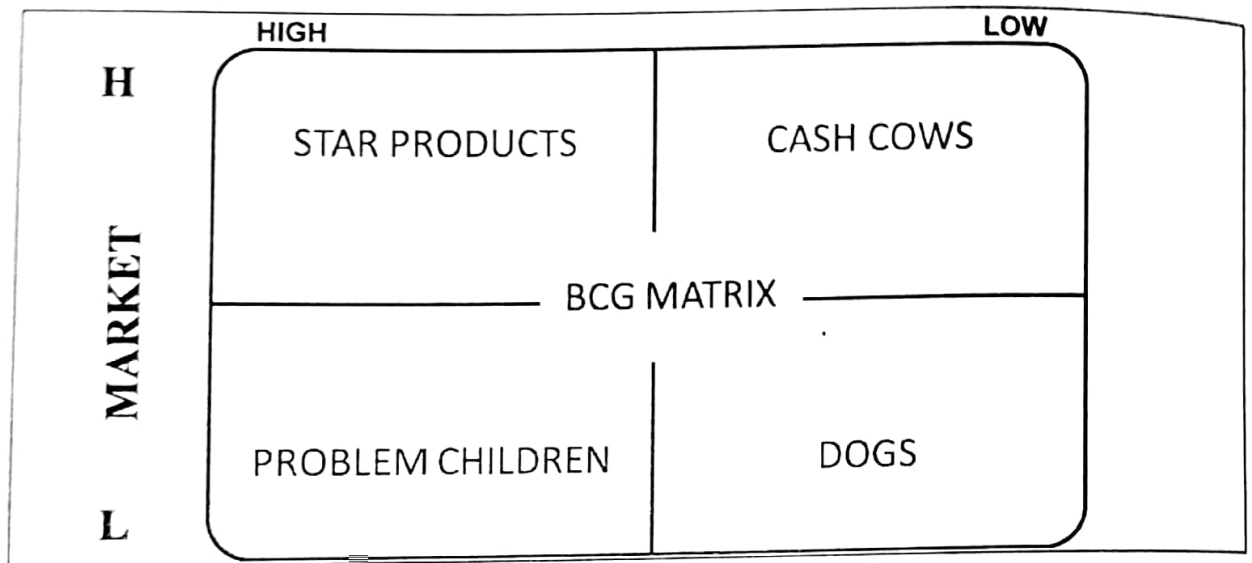 HIGH LOW
H
STAR PRODUCTS CASH COWS
MARKET
BCG MATRIX
PROBLEM CHILDREN DOGS
L